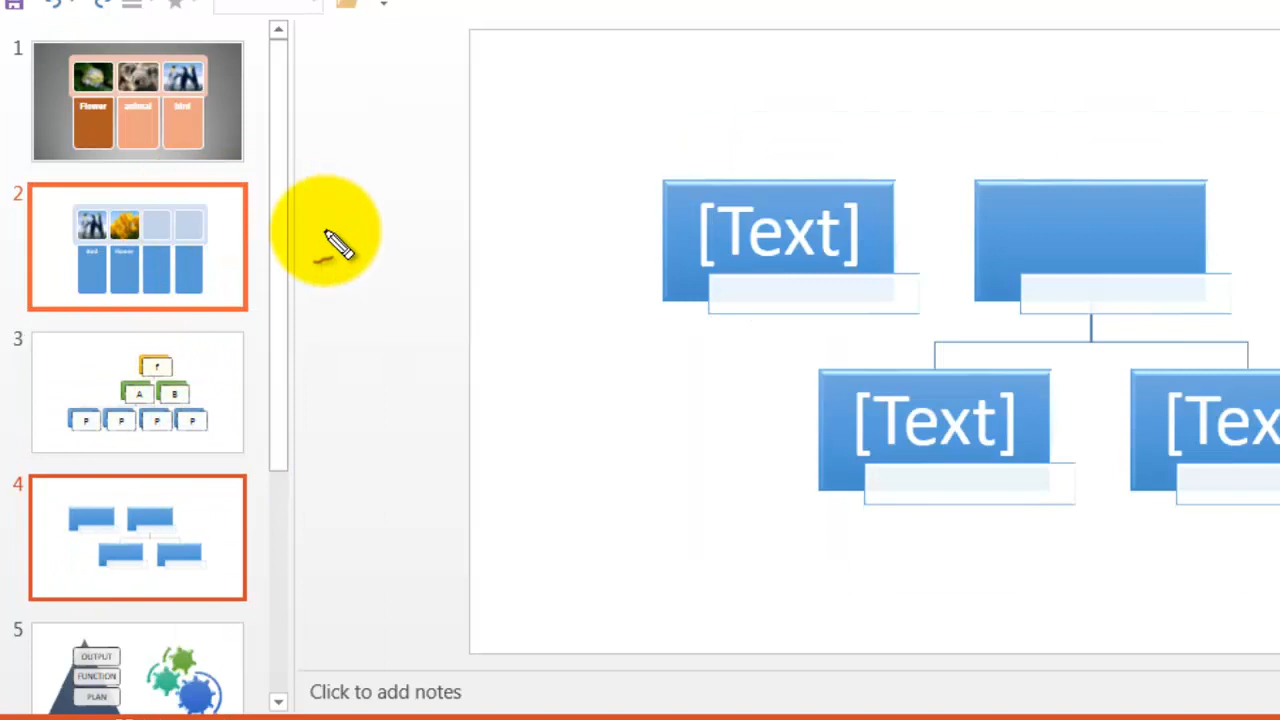 1
Flower animal bird
2
Bird Flower
3
A B
P P P P
4
5
OUTPUT
FUNCTION
PLAN
[Text]
[Text] [Tex
Click to add notes